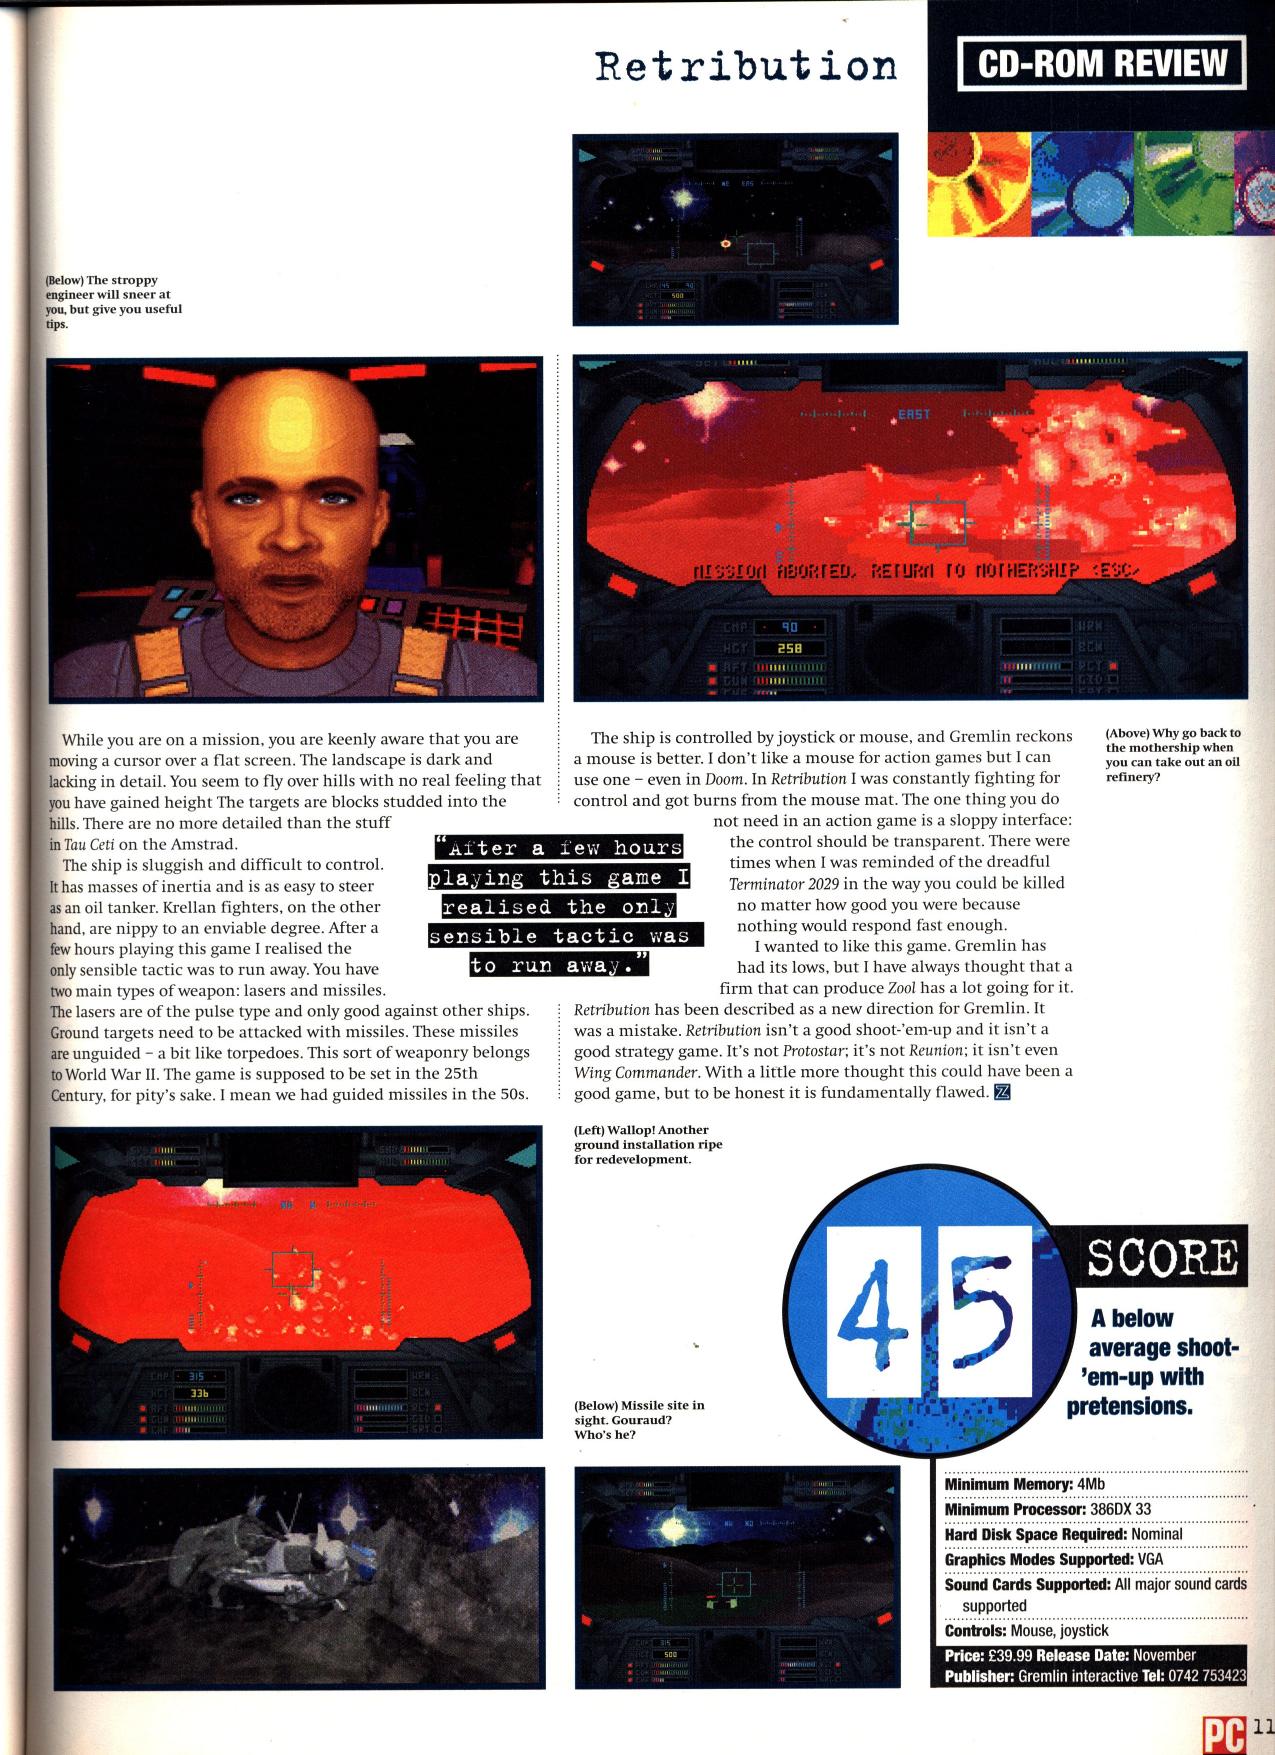 Retribution
CD-ROM REVIEW
(Below) The stroppy
engineer will sneer at
you, but give you useful
tips.
NE EAS
500
EAST
MISSION ABORTED, RETURN TO MOTHERSHIP <ESC>
CMP 90
HGT 258
AFT
GUN
While you are on a mission, you are keenly aware that you are
moving a cursor over a flat screen. The landscape is dark and
lacking in detail. You seem to fly over hills with no real feeling that
you have gained height The targets are blocks studded into the
hills. There are no more detailed than the stuff
in Tau Ceti on the Amstrad.
The ship is sluggish and difficult to control.
It has masses of inertia and is as easy to steer
as an oil tanker. Krellan fighters, on the other
hand, are nippy to an enviable degree. After a
few hours playing this game I realised the
only sensible tactic was to run away. You have
two main types of weapon: lasers and missiles.
The lasers are of the pulse type and only good against other ships.
Ground targets need to be attacked with missiles. These missiles
are unguided – a bit like torpedoes. This sort of weaponry belongs
to World War II. The game is supposed to be set in the 25th
Century, for pity's sake. I mean we had guided missiles in the 50s.
"After a few hours
playing this game I
realised the only
sensible tactic was
to run away."
The ship is controlled by joystick or mouse, and Gremlin reckons
a mouse is better. I don't like a mouse for action games but I can
use one – even in Doom. In Retribution I was constantly fighting for
control and got burns from the mouse mat. The one thing you do
not need in an action game is a sloppy interface:
the control should be transparent. There were
times when I was reminded of the dreadful
Terminator 2029 in the way you could be killed
no matter how good you were because
nothing would respond fast enough.
I wanted to like this game. Gremlin has
had its lows, but I have always thought that a
firm that can produce Zool has a lot going for it.
Retribution has been described as a new direction for Gremlin. It
was a mistake. Retribution isn't a good shoot-'em-up and it isn't a
good strategy game. It's not Protostar; it's not Reunion; it isn't even
Wing Commander. With a little more thought this could have been a
good game, but to be honest it is fundamentally flawed. Z
(Above) Why go back to
the mothership when
you can take out an oil
refinery?
(Left) Wallop! Another
ground installation ripe
for redevelopment.
CMP 315
HGT 336
AFT
GUN
(Below) Missile site in
sight. Gouraud?
Who's he?
315
500
45
SCORE
A below
average shoot-
'em-up with
pretensions.
Minimum Memory: 4Mb
Minimum Processor: 386DX 33
Hard Disk Space Required: Nominal
Graphics Modes Supported: VGA
Sound Cards Supported: All major sound cards
supported
Controls: Mouse, joystick
Price: £39.99 Release Date: November
Publisher: Gremlin interactive Tel: 0742 753423
PC 11